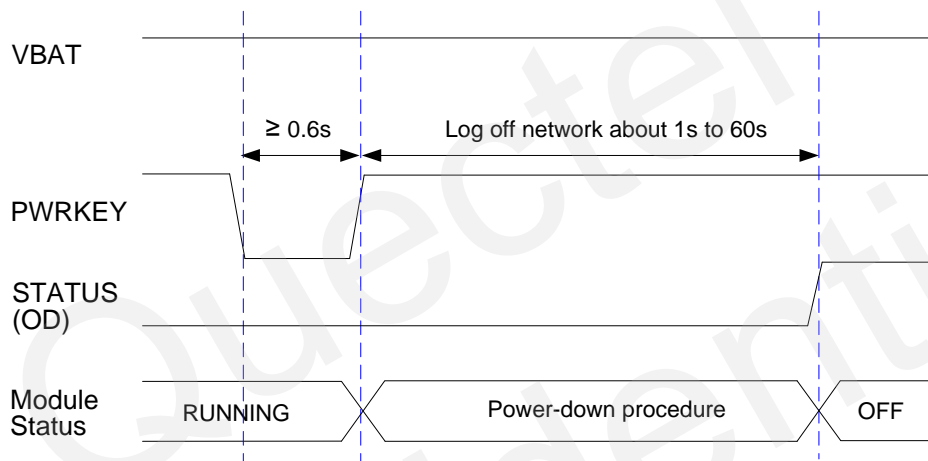 VBAT
≥ 0.6s
Log off network about 1s to 60s
PWRKEY
STATUS
(OD)
Module
Status
RUNNING
Power-down procedure
OFF
Quectel